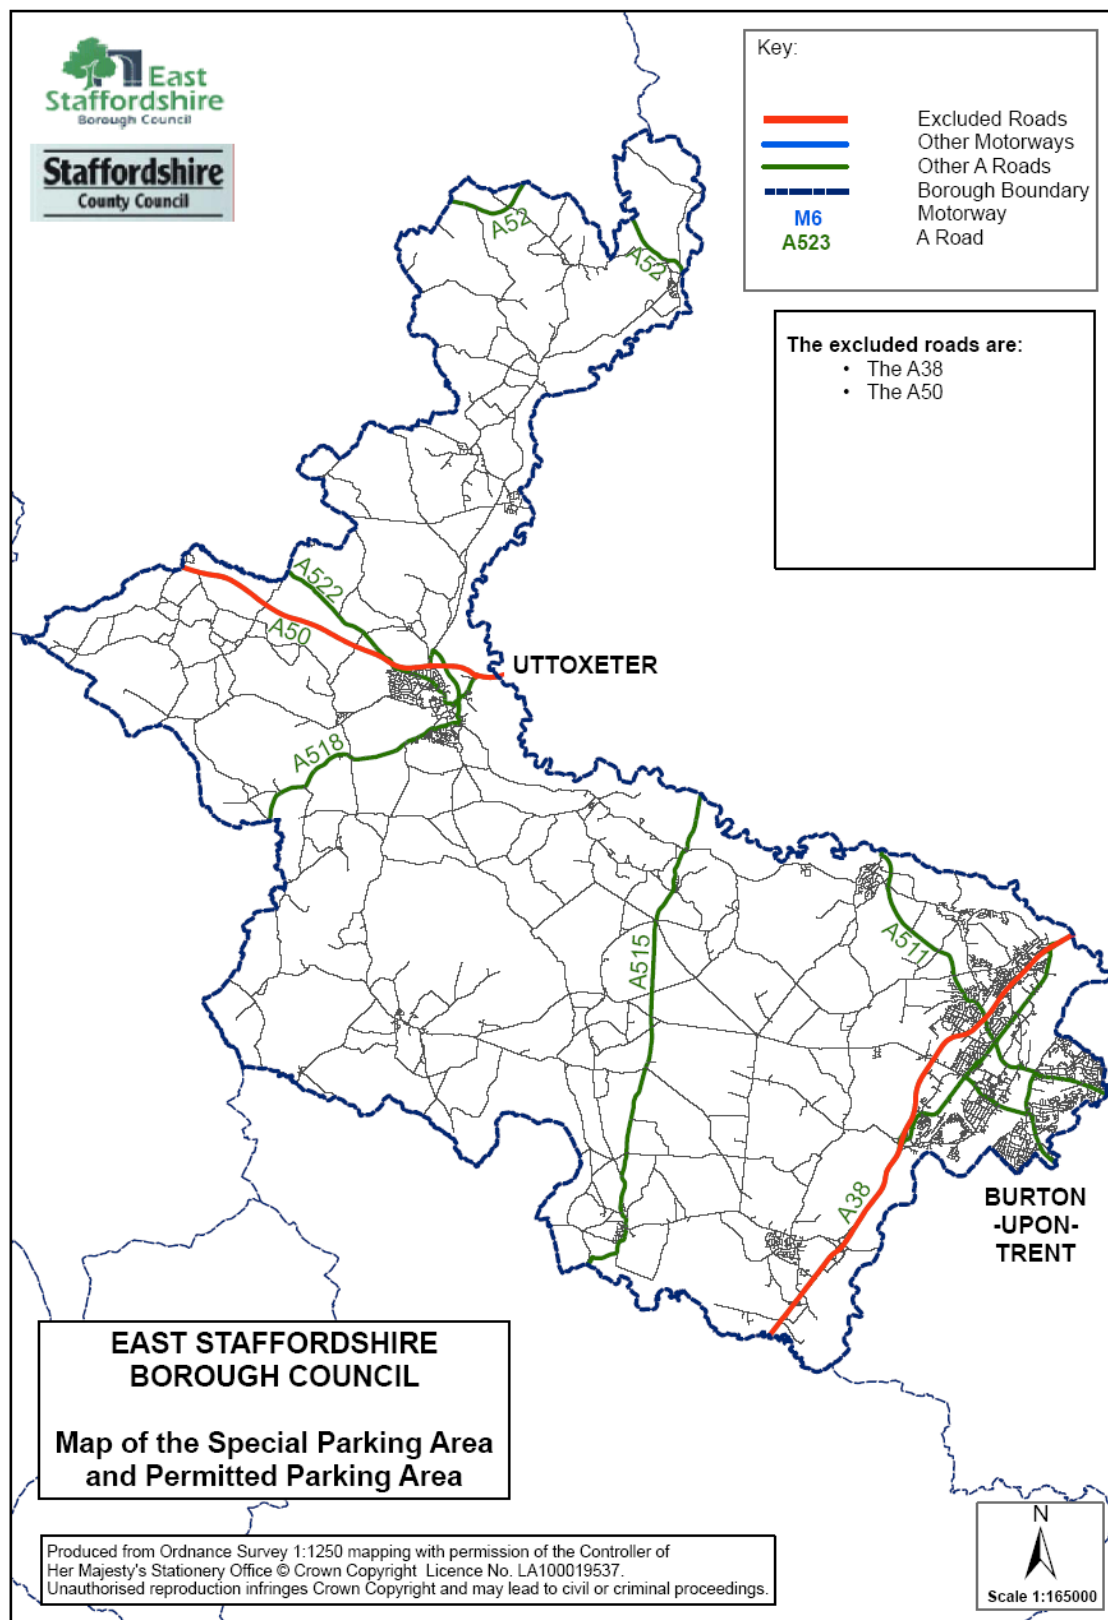 East
Staffordshire
Borough Council
Staffordshire
County Council
Key:
Excluded Roads
Other Motorways
Other A Roads
Borough Boundary
M6 Motorway
A523 A Road
The excluded roads are:
• The A38
• The A50
A52
A52
A522
A50
UTTOXETER
A518
A515
A511
A38
BURTON
-UPON-
TRENT
EAST STAFFORDSHIRE
BOROUGH COUNCIL
Map of the Special Parking Area
and Permitted Parking Area
Produced from Ordnance Survey 1:1250 mapping with permission of the Controller of
Her Majesty's Stationery Office © Crown Copyright Licence No. LA100019537.
Unauthorised reproduction infringes Crown Copyright and may lead to civil or criminal proceedings.
N
Scale 1:165000